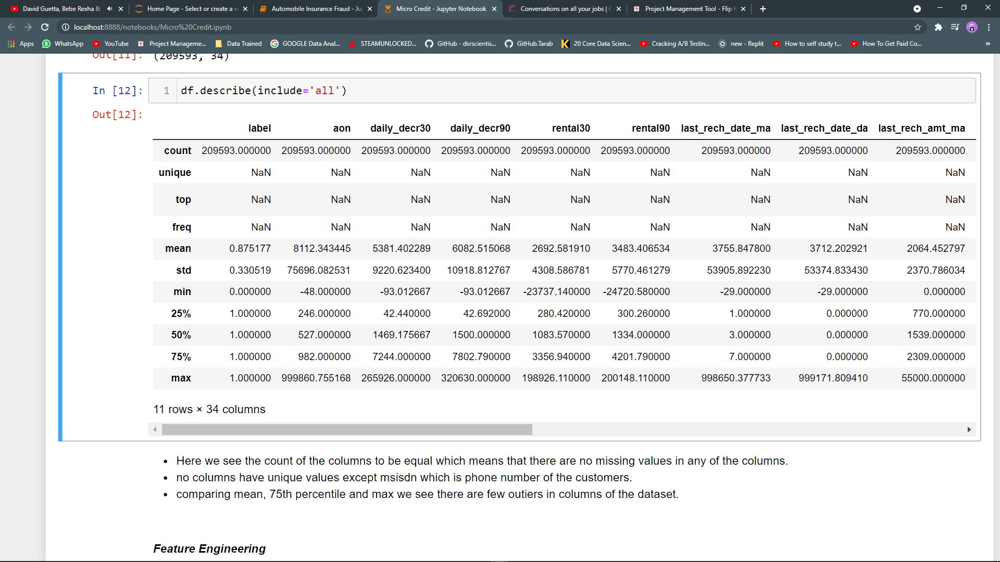 David Guetta, Bebe Rexha &
Home Page - Select or create a n
Automobile Insurance Fraud - Ju
Micro Credit - Jupyter Notebook
Conversations on all your jobs |
Project Management Tool - Flip R
localhost:8888/notebooks/Micro%20Credit.ipynb
Apps WhatsApp YouTube Project Manageme... Data Trained GOOGLE Data Anal... STEAMUNLOCKED... GitHub - dsrscientis... GitHub.Tarab 20 Core Data Scien... Cracking A/B Testin... new - Replit How to self study t... How To Get Paid Co... »
Out[11]: (209593, 34)
In [12]: 1 df.describe(include='all')
Out[12]:
label aon daily_decr30 daily_decr90 rental30 rental90 last_rech_date_ma last_rech_date_da last_rech_amt_ma
count 209593.000000 209593.000000 209593.000000 209593.000000 209593.000000 209593.000000 209593.000000 209593.000000 209593.000000
unique NaN NaN NaN NaN NaN NaN NaN NaN NaN
top NaN NaN NaN NaN NaN NaN NaN NaN NaN
freq NaN NaN NaN NaN NaN NaN NaN NaN NaN
mean 0.875177 8112.343445 5381.402289 6082.515068 2692.581910 3483.406534 3755.847800 3712.202921 2064.452797
std 0.330519 75696.082531 9220.623400 10918.812767 4308.586781 5770.461279 53905.892230 53374.833430 2370.786034
min 0.000000 -48.000000 -93.012667 -93.012667 -23737.140000 -24720.580000 -29.000000 -29.000000 0.000000
25% 1.000000 246.000000 42.440000 42.692000 280.420000 300.260000 1.000000 0.000000 770.000000
50% 1.000000 527.000000 1469.175667 1500.000000 1083.570000 1334.000000 3.000000 0.000000 1539.000000
75% 1.000000 982.000000 7244.000000 7802.790000 3356.940000 4201.790000 7.000000 0.000000 2309.000000
max 1.000000 999860.755168 265926.000000 320630.000000 198926.110000 200148.110000 998650.377733 999171.809410 55000.000000
11 rows × 34 columns
• Here we see the count of the columns to be equal which means that there are no missing values in any of the columns.
• no columns have unique values except msisdn which is phone number of the customers.
• comparing mean, 75th percentile and max we see there are few outiers in columns of the dataset.
Feature Engineering